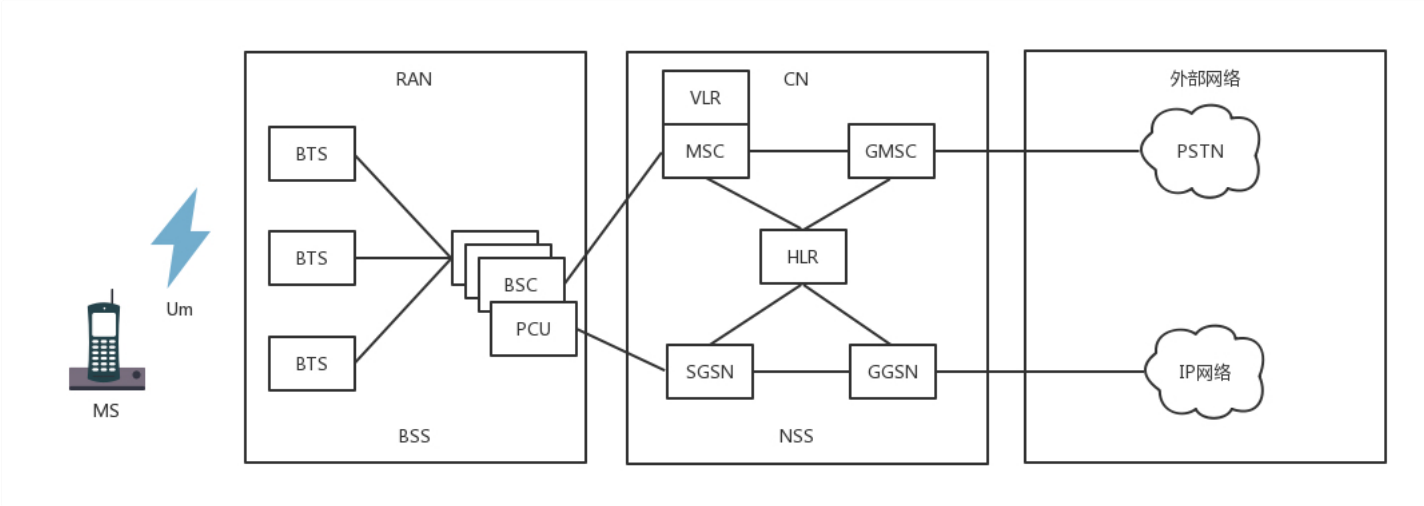 MS
Um
RAN
BTS
BTS
BTS
BSC
PCU
BSS
CN
VLR
MSC
GMSC
HLR
SGSN
GGSN
NSS
外部网络
PSTN
IP网络